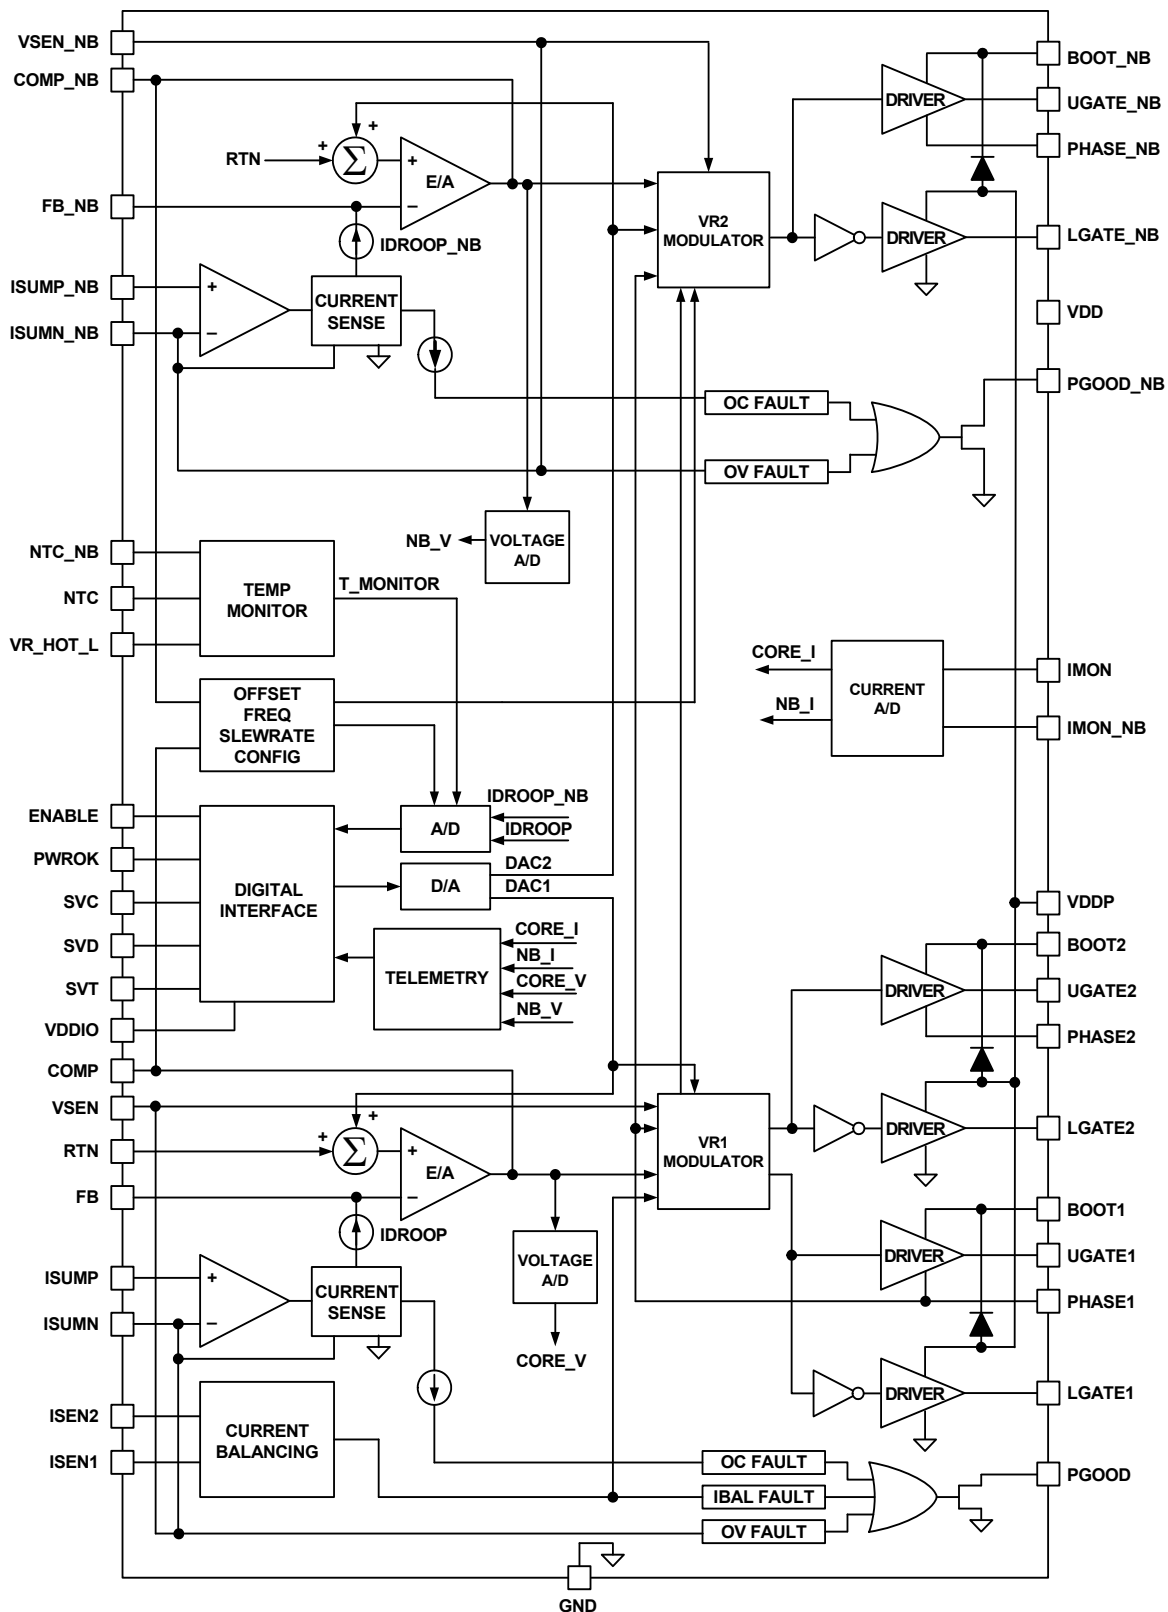 VSEN_NB
COMP_NB
RTN
+
+
Σ
+
−
E/A
FB_NB
IDROOP_NB
ISUMP_NB
ISUMN_NB
+
−
CURRENT
SENSE
VR2
MODULATOR
DRIVER
DRIVER
BOOT_NB
UGATE_NB
PHASE_NB
LGATE_NB
VDD
PGOOD_NB
OC FAULT
OV FAULT
NB_V
VOLTAGE
A/D
NTC_NB
NTC
VR_HOT_L
TEMP
MONITOR
T_MONITOR
OFFSET
FREQ
SLEWRATE
CONFIG
CORE_I
NB_I
CURRENT
A/D
IMON
IMON_NB
ENABLE
PWROK
SVC
SVD
SVT
VDDIO
DIGITAL
INTERFACE
A/D
IDROOP_NB
IDROOP
D/A
DAC2
DAC1
TELEMETRY
CORE_I
NB_I
CORE_V
NB_V
VDDP
BOOT2
UGATE2
PHASE2
LGATE2
DRIVER
DRIVER
COMP
VSEN
RTN
FB
+
+
Σ
+
−
E/A
IDROOP
VR1
MODULATOR
ISUMP
ISUMN
+
−
CURRENT
SENSE
VOLTAGE
A/D
CORE_V
BOOT1
UGATE1
PHASE1
LGATE1
DRIVER
DRIVER
ISEN2
ISEN1
CURRENT
BALANCING
OC FAULT
IBAL FAULT
OV FAULT
PGOOD
GND